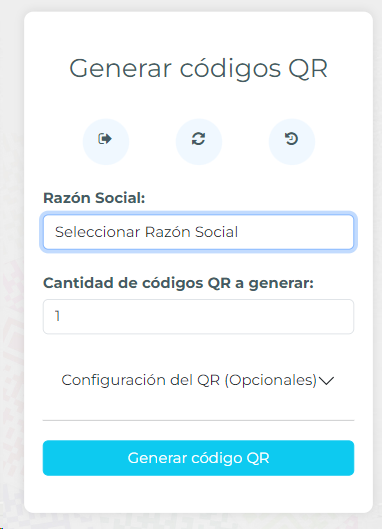 Generar códigos QR
Razón Social:
Seleccionar Razón Social
Cantidad de códigos QR a generar:
1
Configuración del QR (Opcionales)
Generar código QR